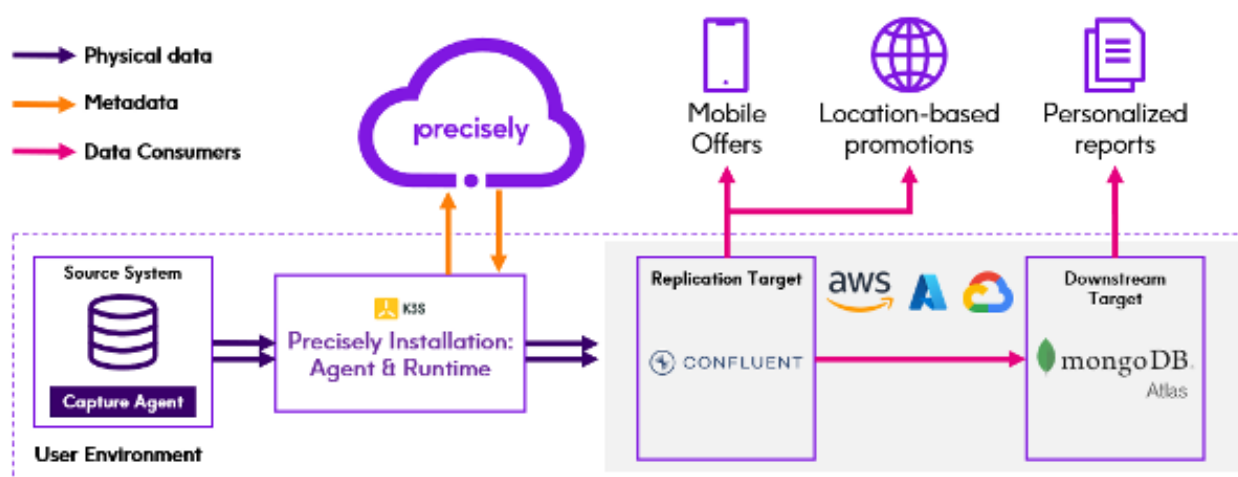 Physical data
Metadata
Data Consumers
precisely
Mobile
Offers
Location-based
promotions
Personalized
reports
Source System
Capture Agent
User Environment
K3S
Precisely Installation:
Agent & Runtime
Replication Target
CONFLUENT
aws
Downstream
Target
mongoDB.
Atlas